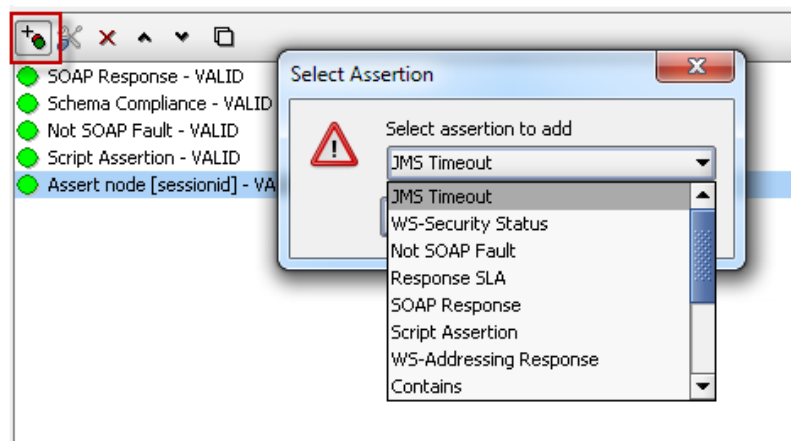 SOAP Response - VALID
Schema Compliance - VALID
Not SOAP Fault - VALID
Script Assertion - VALID
Assert node [sessionid] - VA
Select Assertion
Select assertion to add
JMS Timeout
JMS Timeout
WS-Security Status
Not SOAP Fault
Response SLA
SOAP Response
Script Assertion
WS-Addressing Response
Contains